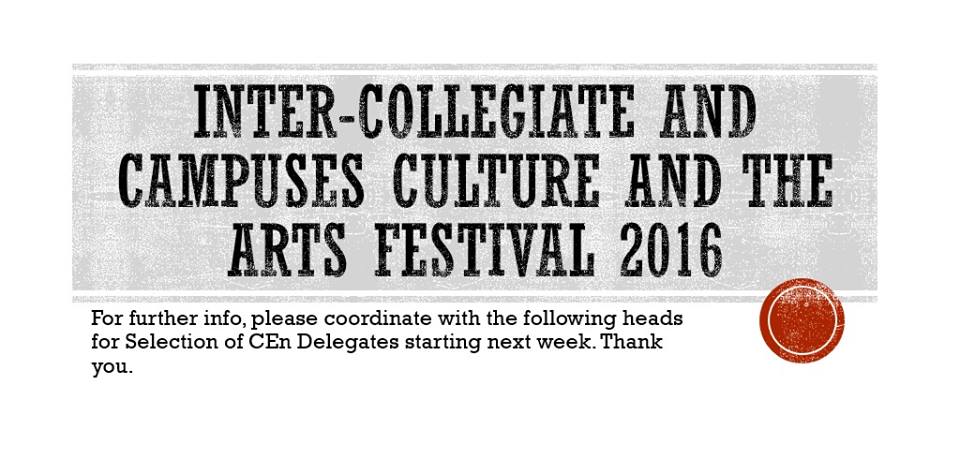 INTER-COLLEGIATE AND
CAMPUSES CULTURE AND THE
ARTS FESTIVAL 2016
For further info, please coordinate with the following heads
for Selection of CEn Delegates starting next week. Thank
you.